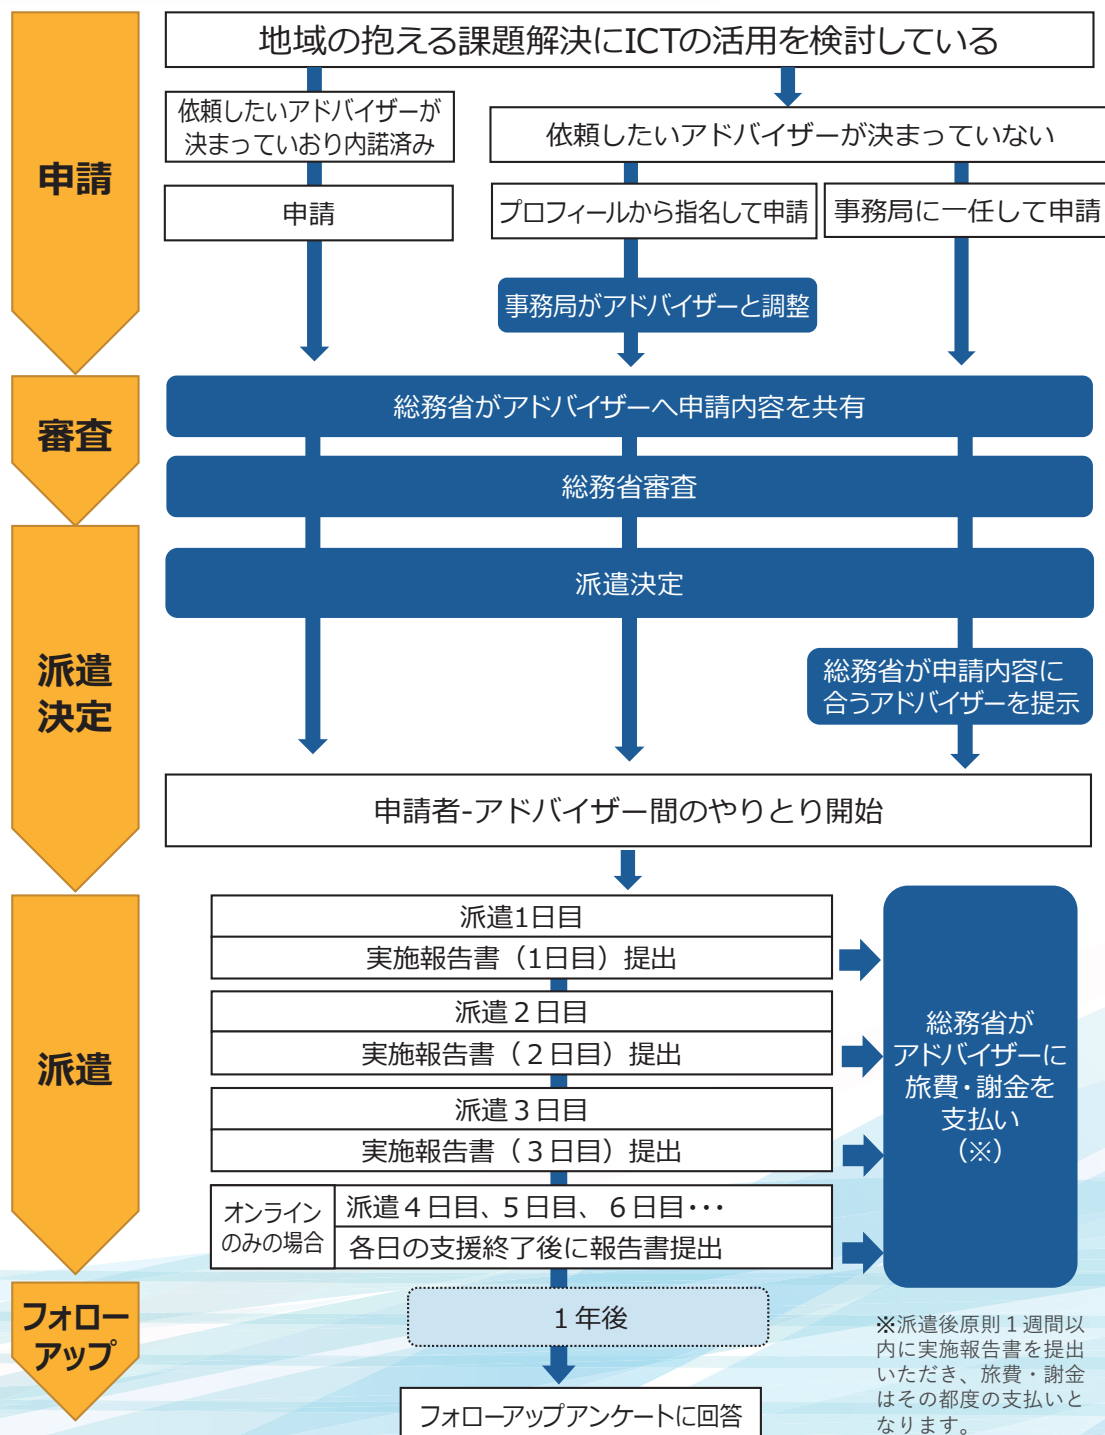 地域の抱える課題解決にICTの活用を検討している
申請
依頼したいアドバイザーが
決まっていおり内諾済み
依頼したいアドバイザーが決まっていない
申請
プロフィールから指名して申請
事務局に一任して申請
事務局がアドバイザーと調整
審査
総務省がアドバイザーへ申請内容を共有
総務省審査
派遣
決定
派遣決定
総務省が申請内容に
合うアドバイザーを提示
申請者-アドバイザー間のやりとり開始
派遣
派遣1日目
実施報告書（1日目）提出
派遣２日目
実施報告書（２日目）提出
派遣３日目
実施報告書（３日目）提出
オンライン
のみの場合
派遣４日目、５日目、６日目・・・
各日の支援終了後に報告書提出
総務省が
アドバイザーに
旅費・謝金を
支払い
（※）
フォロー
アップ
１年後
フォローアップアンケートに回答
※派遣後原則１週間以
内に実施報告書を提出
いただき、旅費・謝金
はその都度の支払いと
なります。